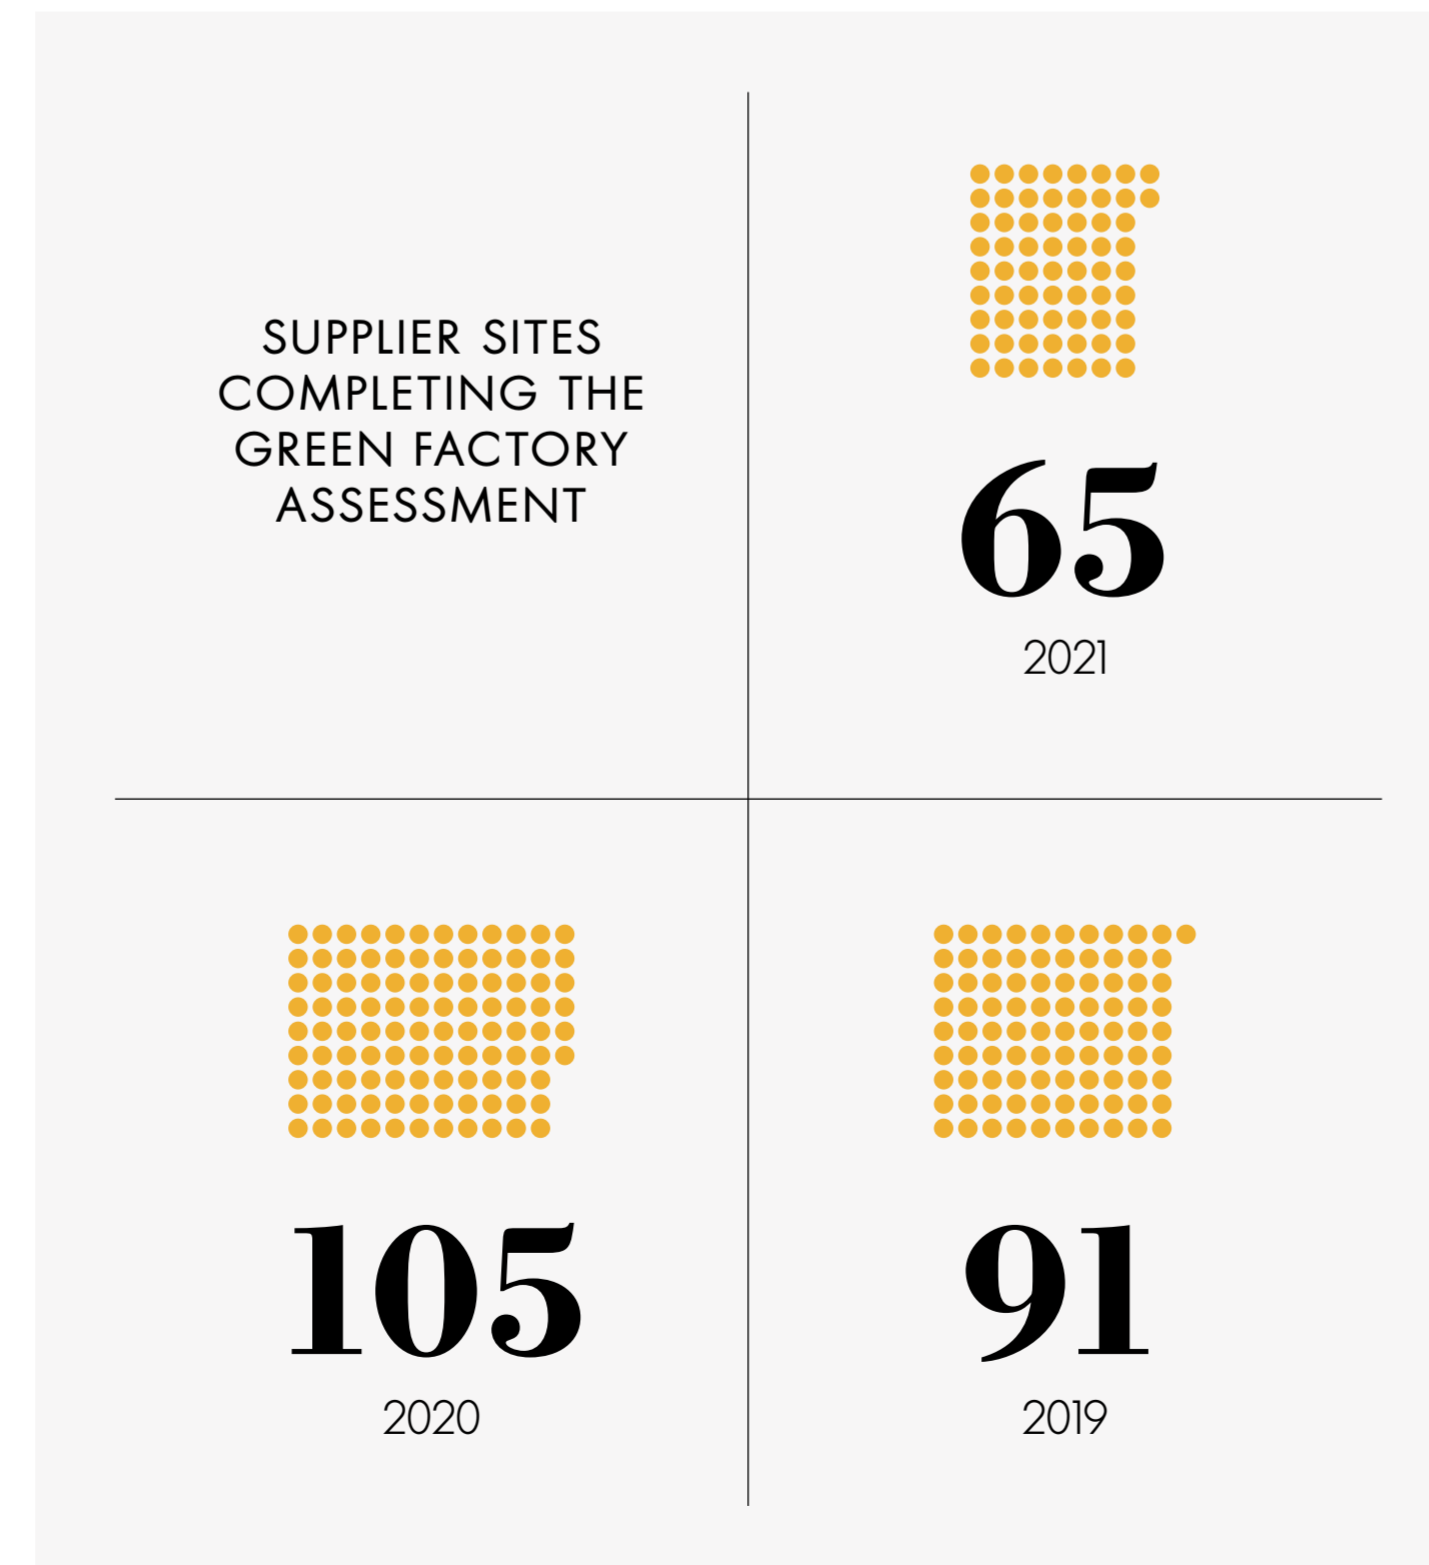 SUPPLIER SITES
COMPLETING THE
GREEN FACTORY
ASSESSMENT
65
2021
105
2020
91
2019